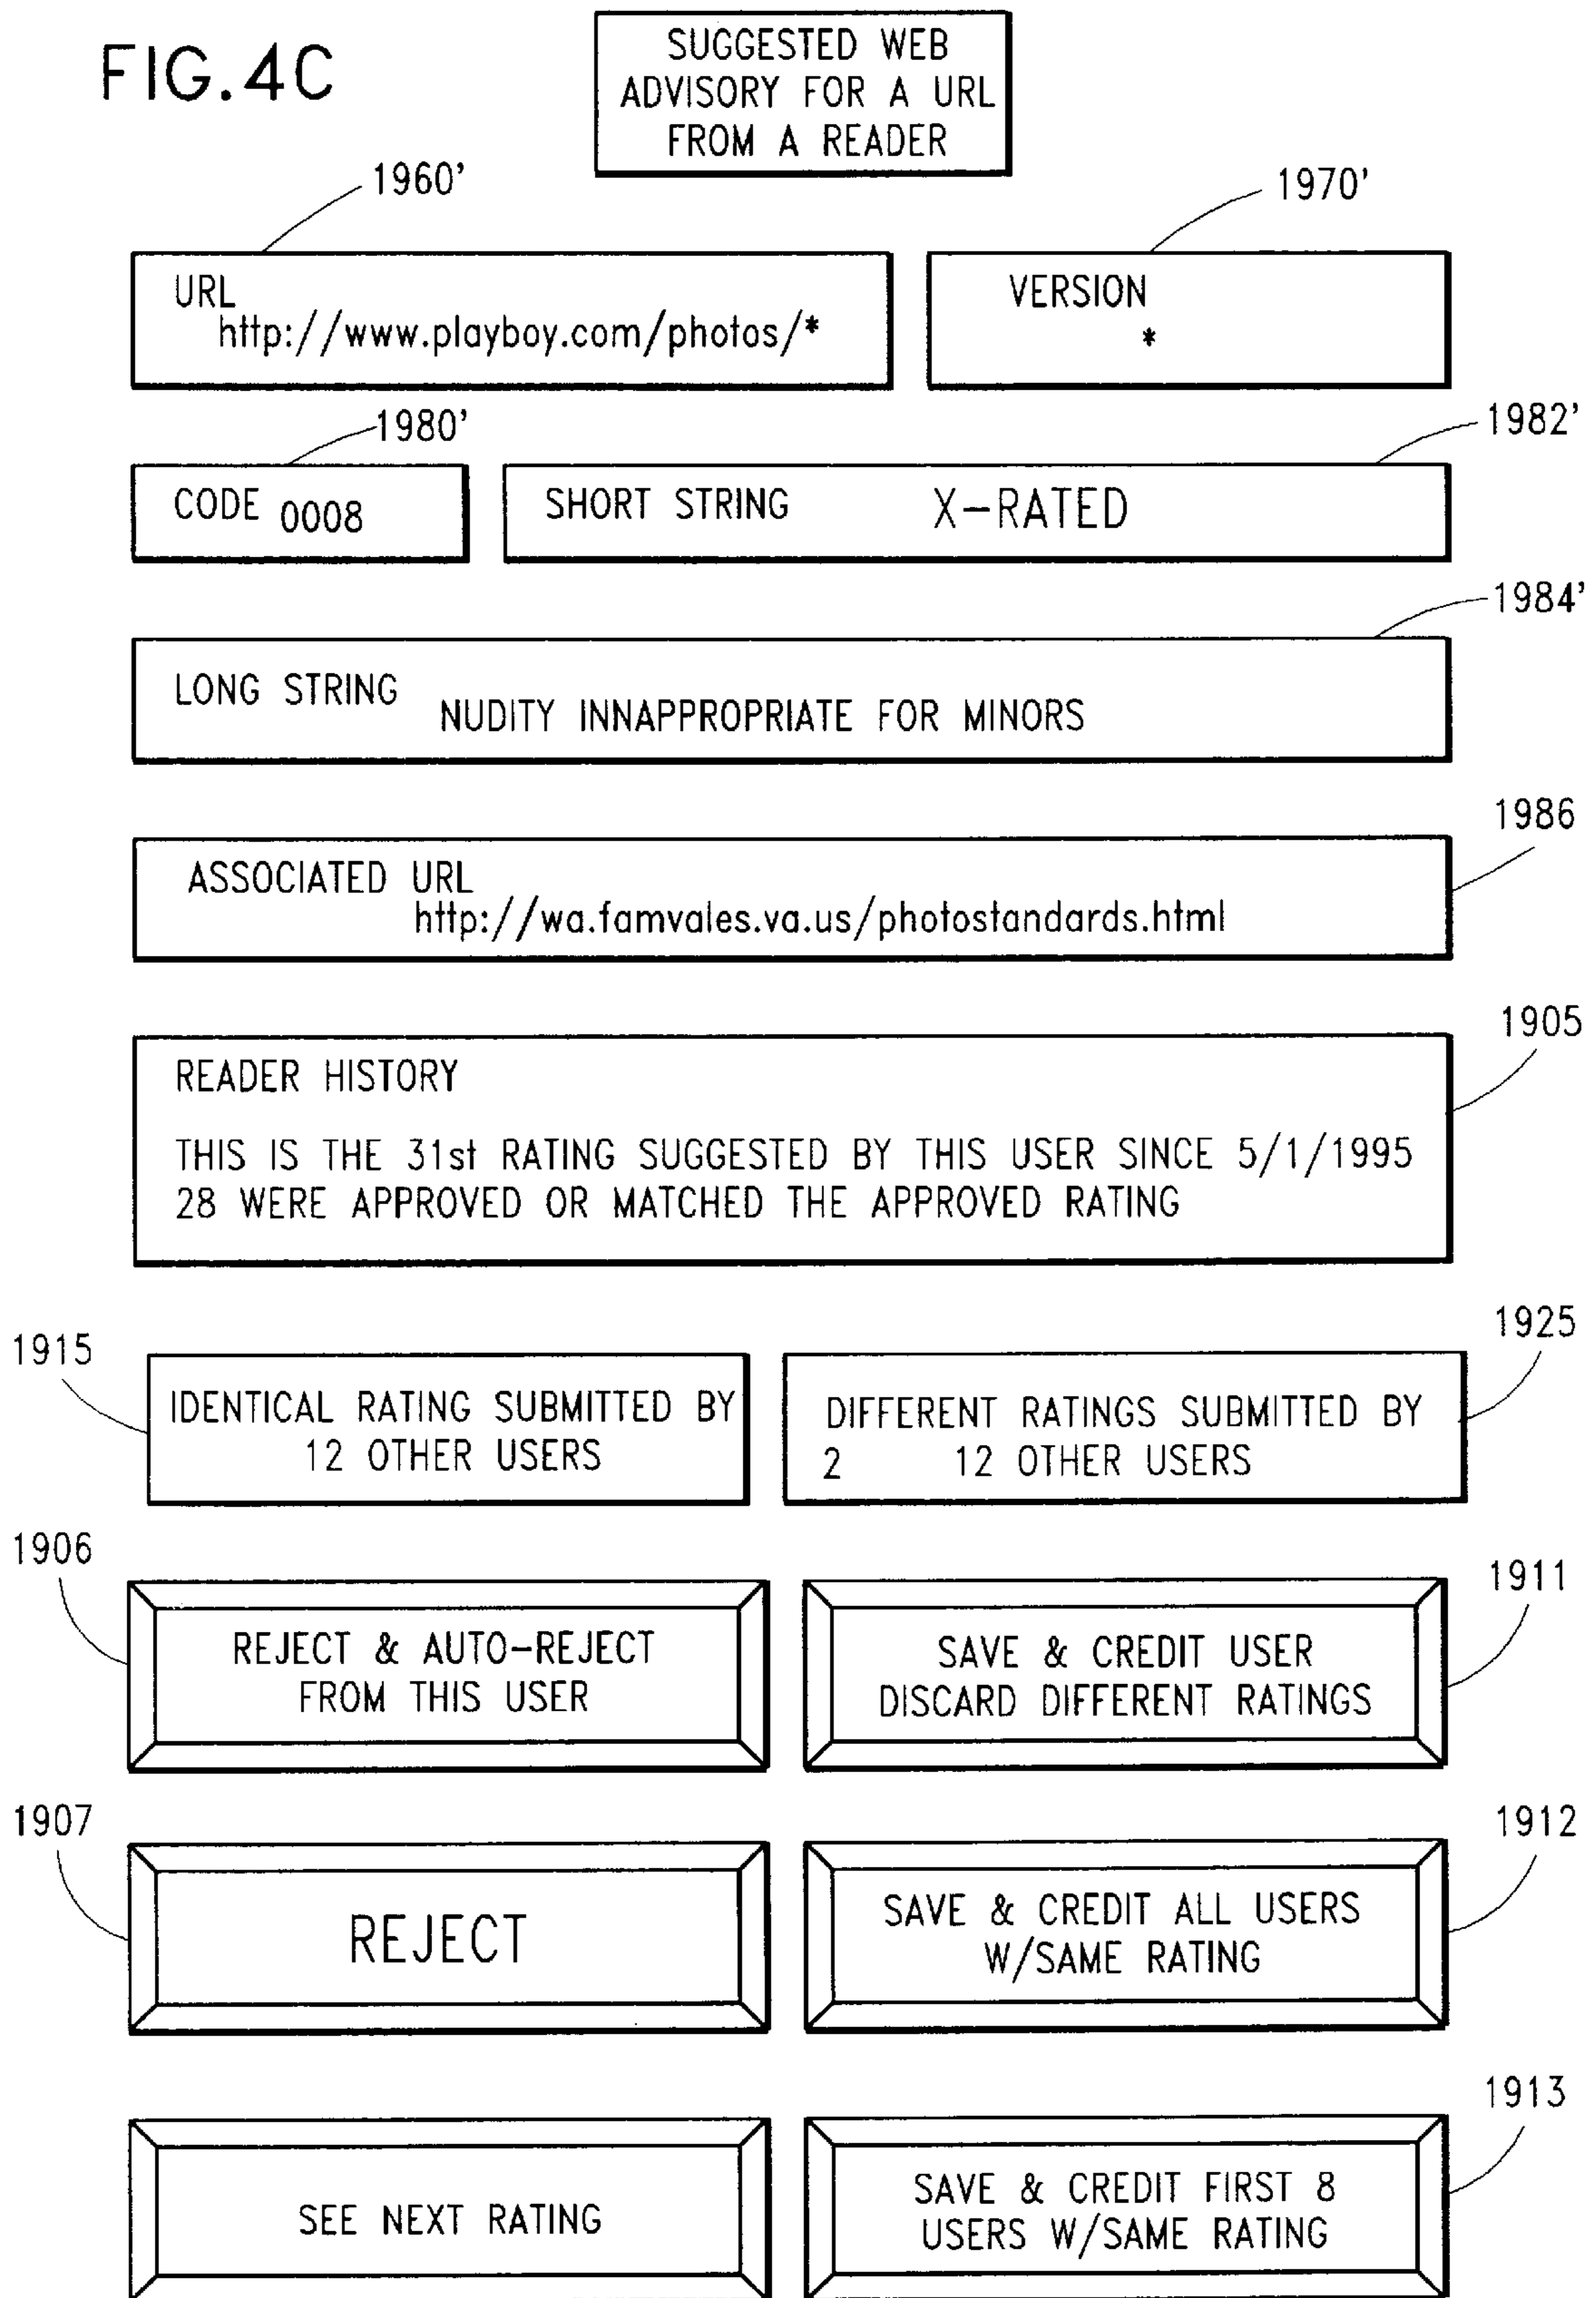 FIG.4C
SUGGESTED WEB
ADVISORY FOR A URL
FROM A READER
1960'
1970'
URL
http://www.playboy.com/photos/*
VERSION
*
1980'
1982'
CODE 0008
SHORT STRING X-RATED
1984'
LONG STRING
NUDITY INNAPPROPRIATE FOR MINORS
1986
ASSOCIATED URL
http://wa.famvales.va.us/photostandards.html
1905
READER HISTORY
THIS IS THE 31st RATING SUGGESTED BY THIS USER SINCE 5/1/1995
28 WERE APPROVED OR MATCHED THE APPROVED RATING
1915
1925
IDENTICAL RATING SUBMITTED BY
12 OTHER USERS
DIFFERENT RATINGS SUBMITTED BY
2 12 OTHER USERS
1906
1911
REJECT & AUTO-REJECT
FROM THIS USER
SAVE & CREDIT USER
DISCARD DIFFERENT RATINGS
1907
1912
REJECT
SAVE & CREDIT ALL USERS
W/SAME RATING
1913
SEE NEXT RATING
SAVE & CREDIT FIRST 8
USERS W/SAME RATING